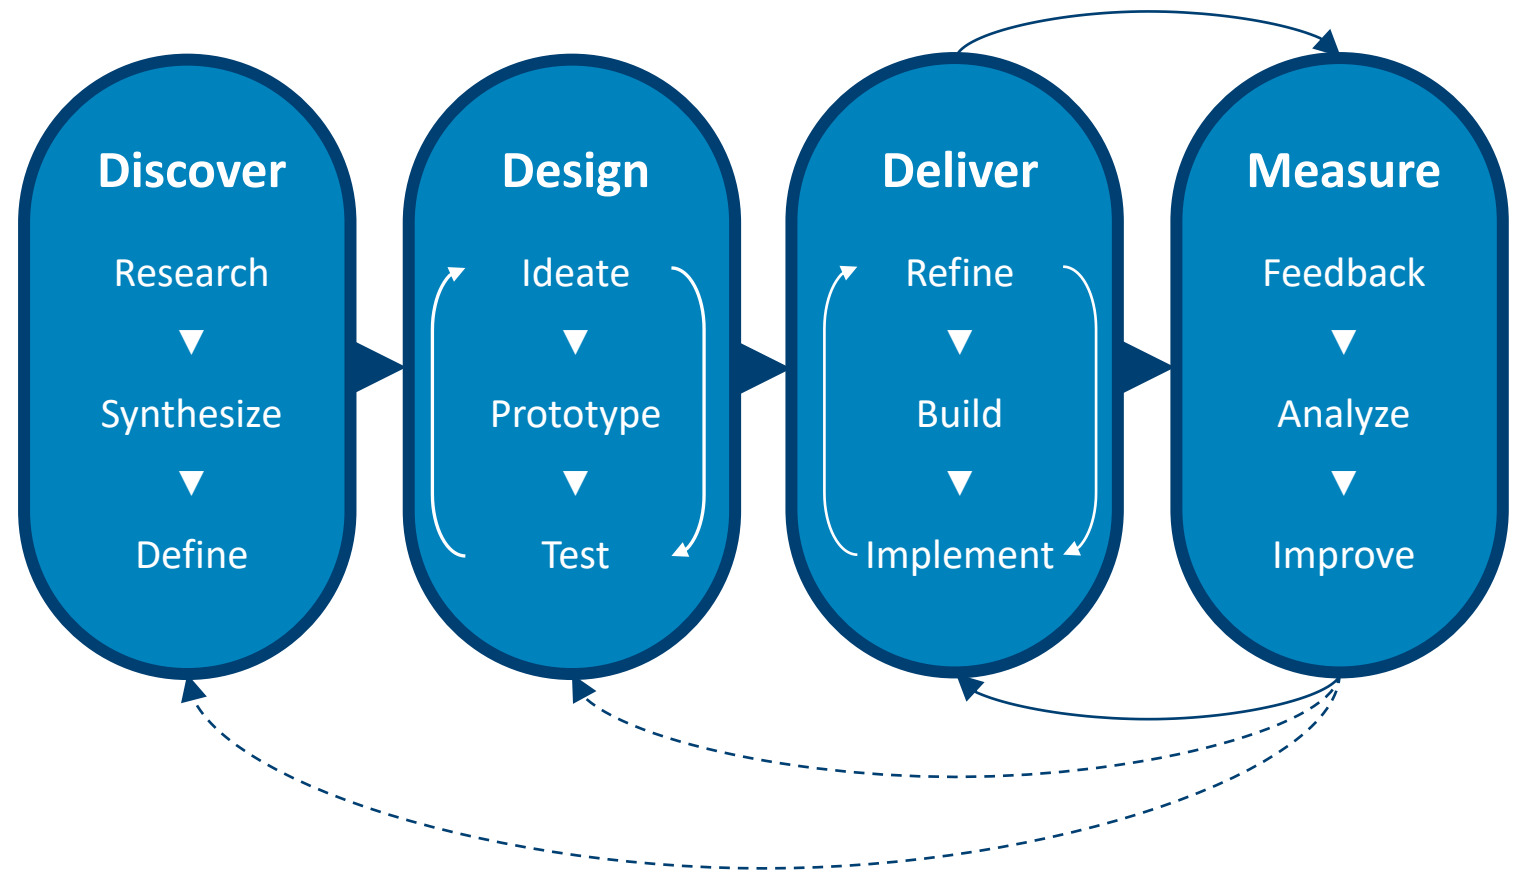 Discover
Research
Synthesize
Define
Design
Ideate
Prototype
Test
Deliver
Refine
Build
Implement
Measure
Feedback
Analyze
Improve